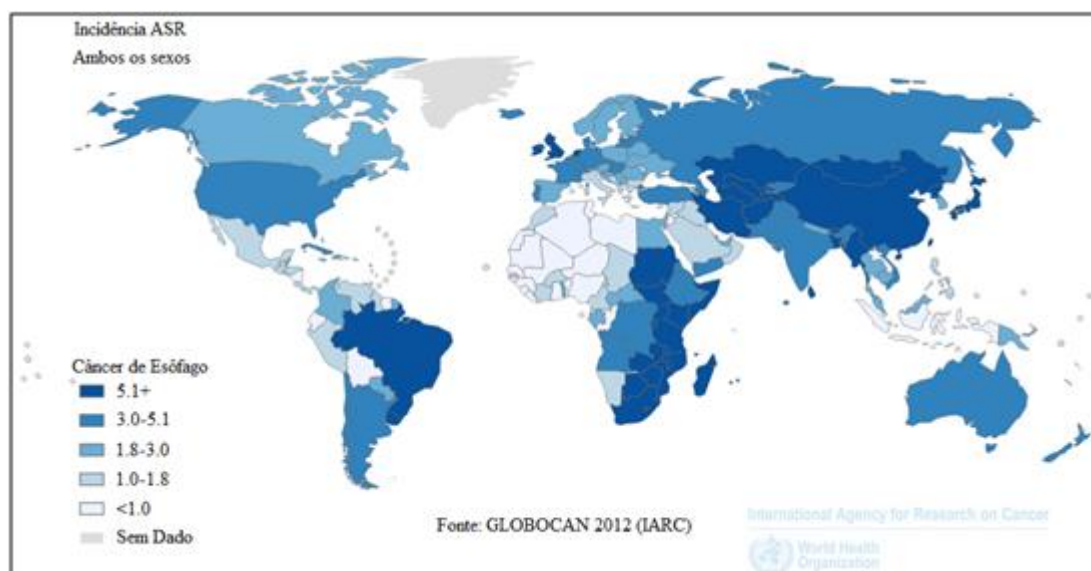 Incidência ASR
Ambos os sexos
Câncer de Esôfago
5.1+
3.0-5.1
1.8-3.0
1.0-1.8
<1.0
Sem Dado
Fonte: GLOBOCAN 2012 (IARC)
International Agency for Research on Cancer
World Health
Organization